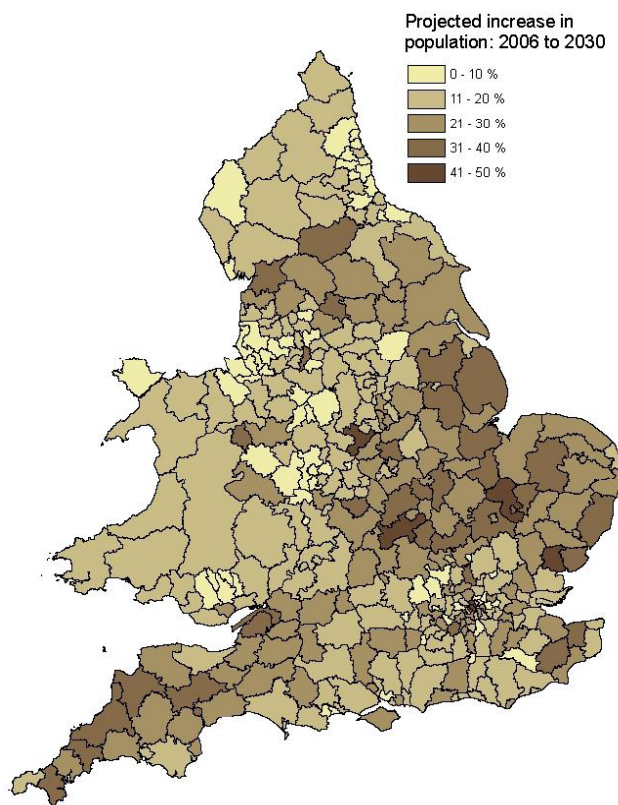 Projected increase in
population: 2006 to 2030
0 - 10 %
11 - 20 %
21 - 30 %
31 - 40 %
41 - 50 %